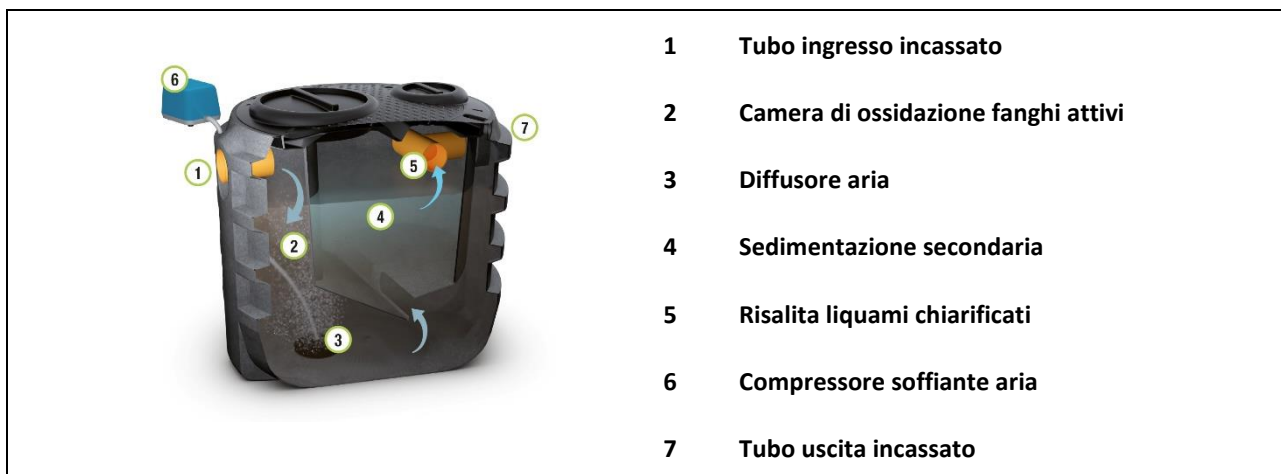 6
7
1
5
4
2
3
1 Tubo ingresso incassato
2 Camera di ossidazione fanghi attivi
3 Diffusore aria
4 Sedimentazione secondaria
5 Risalita liquami chiarificati
6 Compressore soffiante aria
7 Tubo uscita incassato